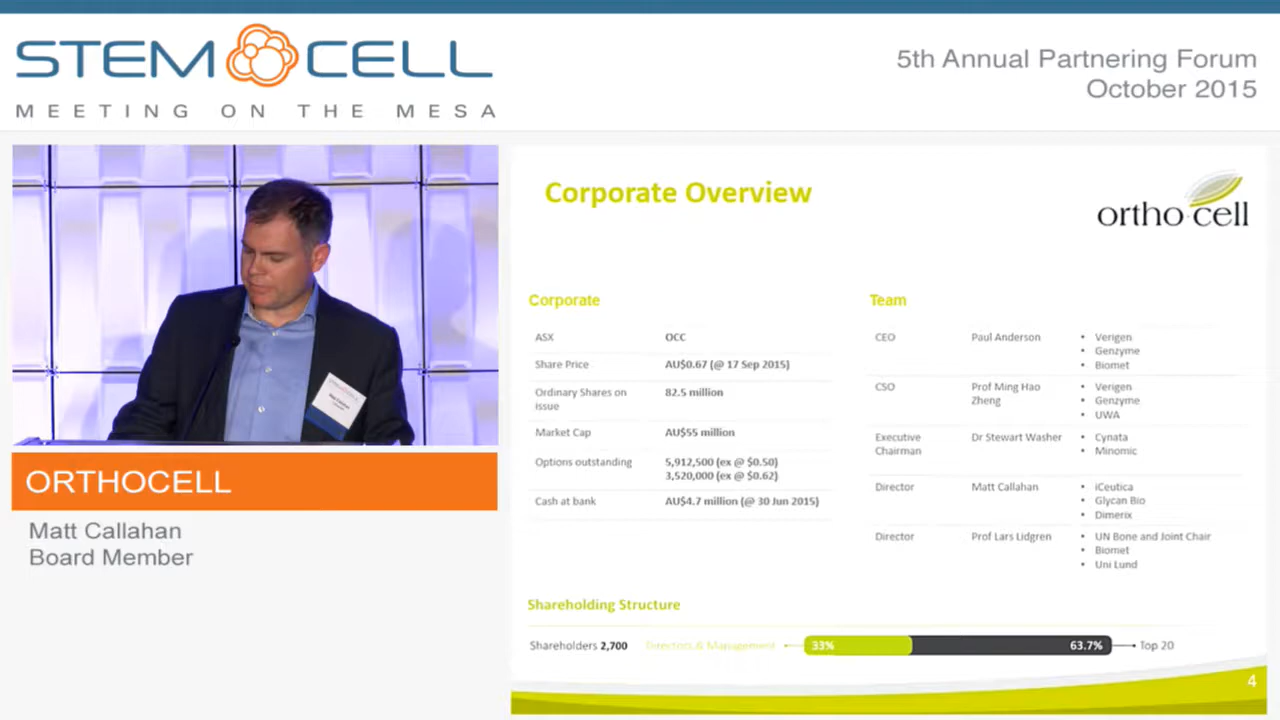 STEM CELL
MEETING ON THE MESA
5th Annual Partnering Forum
October 2015
ORTHOCELL
Matt Callahan
Board Member
Corporate Overview
ortho cell
Corporate
ASX OCC
Share Price AU$0.67 (@ 17 Sep 2015)
Ordinary Shares on issue 82.5 million
Market Cap AU$55 million
Options outstanding 5,912,500 (ex @ $0.50)
3,520,000 (ex @ $0.62)
Cash at bank AU$4.7 million (@ 30 Jun 2015)
Team
CEO Paul Anderson • Verigen
• Genzyme
• Biomet
CSO Prof Ming Hao Zheng • Verigen
• Genzyme
• UWA
Executive Chairman Dr Stewart Washer • Cynata
• Minomic
Director Matt Callahan • iCeutica
• Glycan Bio
• Dimerix
Director Prof Lars Lidgren • UN Bone and Joint Chair
• Biomet
• Uni Lund
Shareholding Structure
Shareholders 2,700 Directors & Management 33% 63.7% Top 20
4